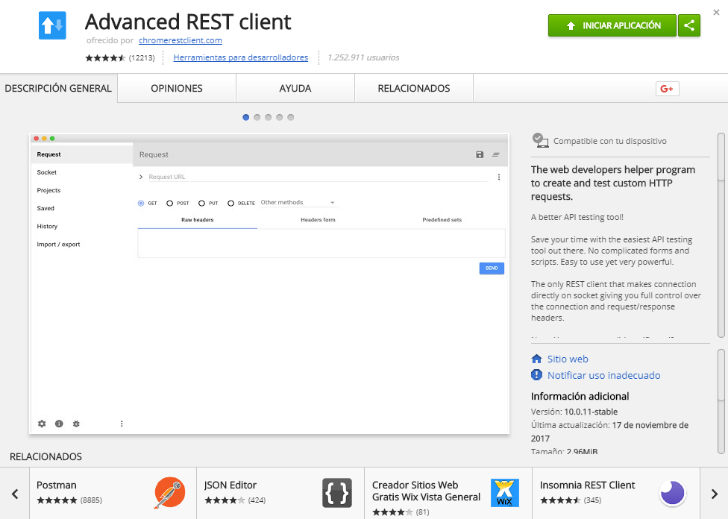 Advanced REST client
ofrecido por chromerestclient.com
(12213) Herramientas para desarrolladores 1.252.911 usuarios
INICIAR APLICACIÓN
DESCRIPCIÓN GENERAL OPINIONES AYUDA RELACIONADOS
G+
Request
Socket
Projects
Saved
History
Import / export
Request
Request URL
GET POST PUT DELETE Other methods
Raw headers Headers form Predefined sets
SEND
Compatible con tu dispositivo
The web developers helper program
to create and test custom HTTP
requests.
A better API testing tool!
Save your time with the easiest API testing
tool out there. No complicated forms and
scripts. Easy to use yet very powerful.
The only REST client that makes connection
directly on socket giving you full control over
the connection and request/response
headers.
Sitio web
Notificar uso inadecuado
Información adicional
Versión: 10.0.11-stable
Última actualización: 17 de noviembre de
2017
Tamaño: 2.96MiB
RELACIONADOS
Postman
(8885)
JSON Editor
(424)
Creador Sitios Web
Gratis Wix Vista General
(81)
WiX
Insomnia REST Client
(345)